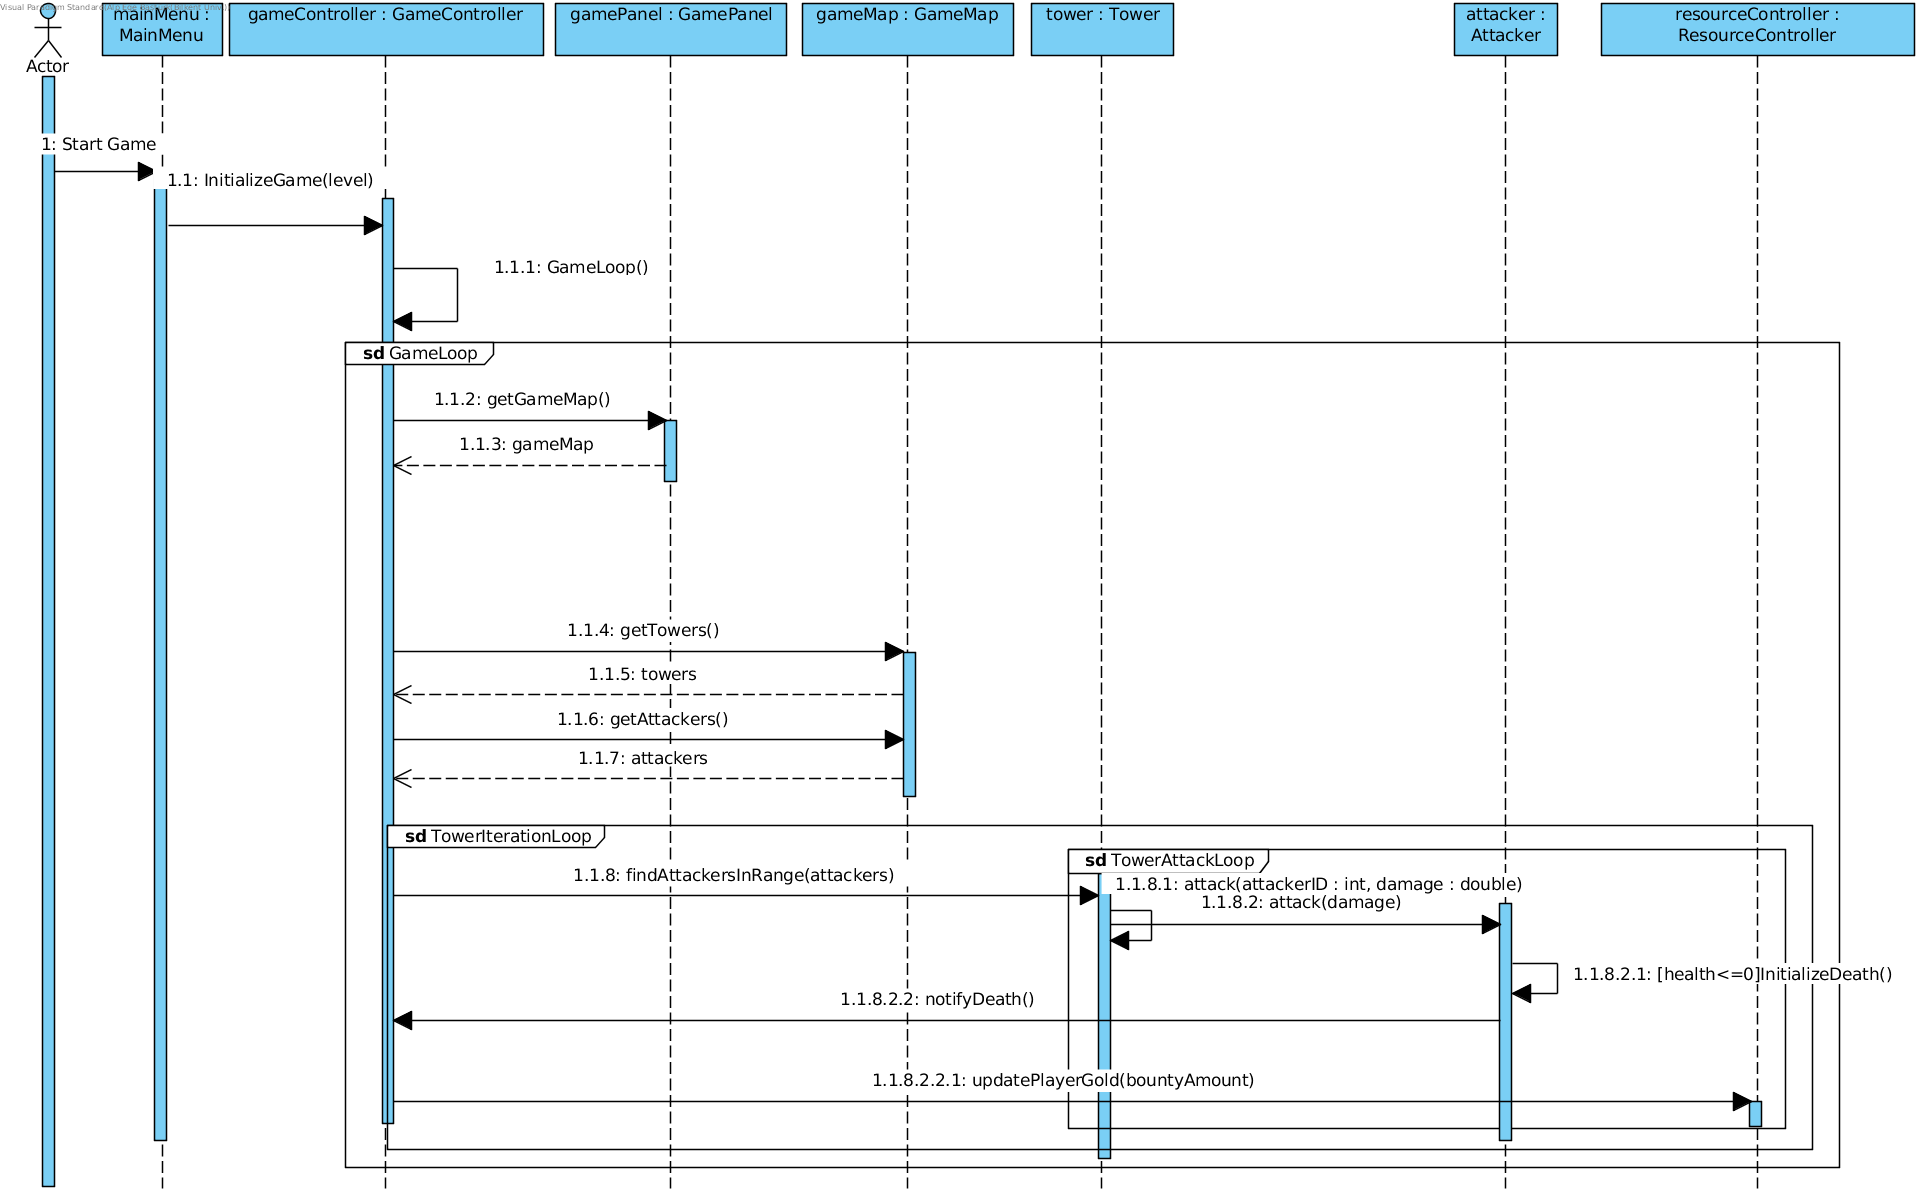 mainMenu :
MainMenu
gameController : GameController
gamePanel : GamePanel
gameMap : GameMap
tower : Tower
attacker :
Attacker
resourceController :
ResourceController
Actor
1: Start Game
1.1: InitializeGame(level)
1.1.1: GameLoop()
sd GameLoop
1.1.2: getGameMap()
1.1.3: gameMap
1.1.4: getTowers()
1.1.5: towers
1.1.6: getAttackers()
1.1.7: attackers
sd TowerIterationLoop
sd TowerAttackLoop
1.1.8: findAttackersInRange(attackers)
1.1.8.1: attack(attackerID : int, damage : double)
1.1.8.2: attack(damage)
1.1.8.2.1: [health<=0]InitializeDeath()
1.1.8.2.2: notifyDeath()
1.1.8.2.2.1: updatePlayerGold(bountyAmount)